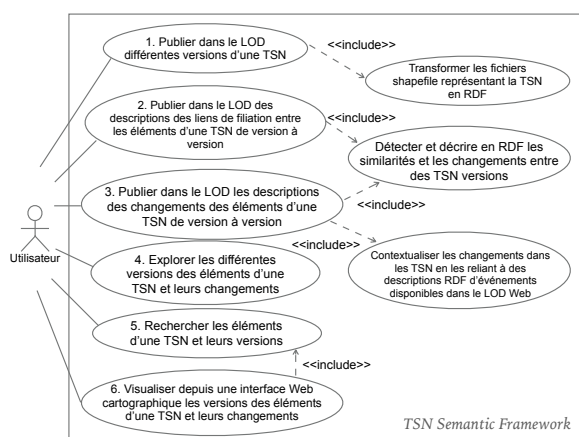 1. Publier dans le LOD
différentes versions d'une TSN
<<include>>
Transformer les fichiers
shapefile représentant la TSN
en RDF
2. Publier dans le LOD des
descriptions des liens de filiation entre
les éléments d'une TSN de version à
version
<<include>>
Détecter et décrire en RDF les
similarités et les changements entre
des TSN versions
3. Publier dans le LOD les descriptions
des changements des éléments d'une
TSN de version à version
<<include>>
<<include>>
Contextualiser les changements dans
les TSN en les reliant à des
descriptions RDF d'événements
disponibles dans le LOD Web
Utilisateur
4. Explorer les différentes
versions des éléments d'une
TSN et leurs changements
5. Rechercher les éléments
d'une TSN et leurs versions
<<include>>
6. Visualiser depuis une interface Web
cartographique les versions des éléments
d'une TSN et leurs changements
TSN Semantic Framework